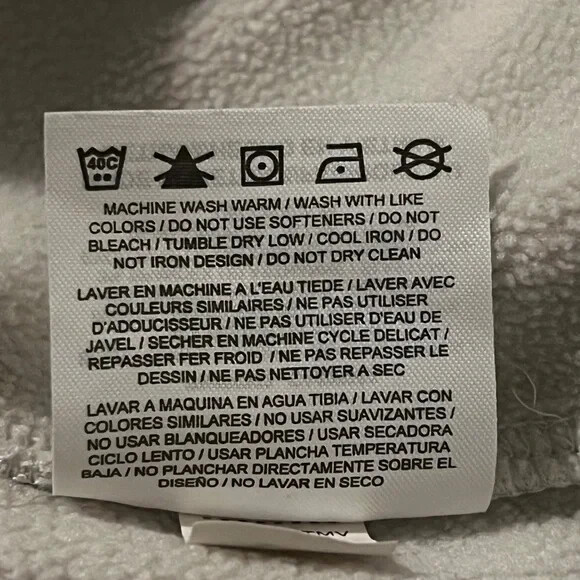 40C
MACHINE WASH WARM / WASH WITH LIKE
COLORS / DO NOT USE SOFTENERS / DO NOT
BLEACH / TUMBLE DRY LOW / COOL IRON / DO
NOT IRON DESIGN / DO NOT DRY CLEAN
LAVER EN MACHINE A L'EAU TIEDE / LAVER AVEC
COULEURS SIMILAIRES / NE PAS UTILISER
D'ADOUCISSEUR / NE PAS UTILISER D'EAU DE
JAVEL / SECHER EN MACHINE CYCLE DELICAT /
REPASSER FER FROID / NE PAS REPASSER LE
DESSIN / NE PAS NETTOYER A SEC
LAVAR A MAQUINA EN AGUA TIBIA / LAVAR CON
COLORES SIMILARES / NO USAR SUAVIZANTES /
NO USAR BLANQUEADORES / USAR SECADORA
CICLO LENTO / USAR PLANCHA TEMPERATURA
BAJA / NO PLANCHAR DIRECTAMENTE SOBRE EL
DISEÑO / NO LAVAR EN SECO